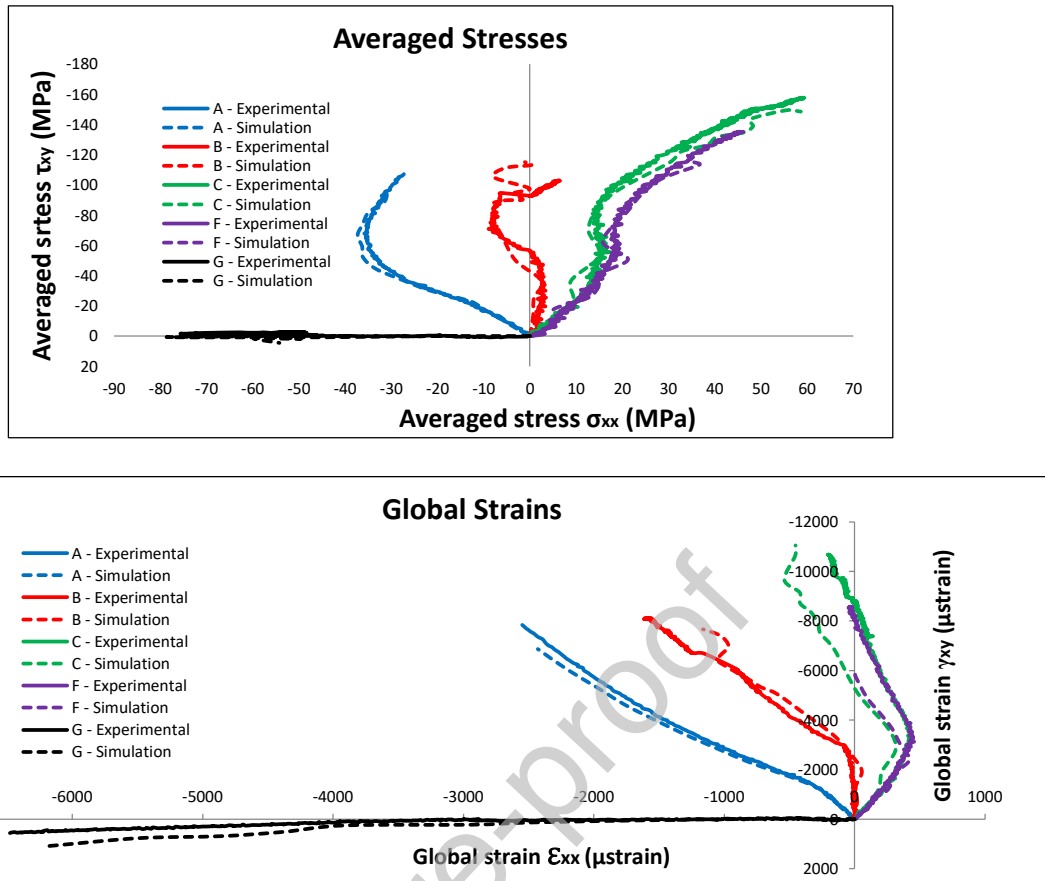 Averaged Stresses
Averaged srtess τxy (MPa)
-180
-160
-140
-120
-100
-80
-60
-40
-20
0
20
A - Experimental
A - Simulation
B - Experimental
B - Simulation
C - Experimental
C - Simulation
F - Experimental
F - Simulation
G - Experimental
G - Simulation
-90 -80 -70 -60 -50 -40 -30 -20 -10 0 10 20 30 40 50 60 70
Averaged stress σxx (MPa)
Global Strains
A - Experimental
A - Simulation
B - Experimental
B - Simulation
C - Experimental
C - Simulation
F - Experimental
F - Simulation
G - Experimental
G - Simulation
-12000
-10000
-8000
-6000
-4000
-2000
0
2000
Global strain γxy (µstrain)
-6000 -5000 -4000 -3000 -2000 -1000 0 1000
Global strain Ɛxx (µstrain)
re-proof